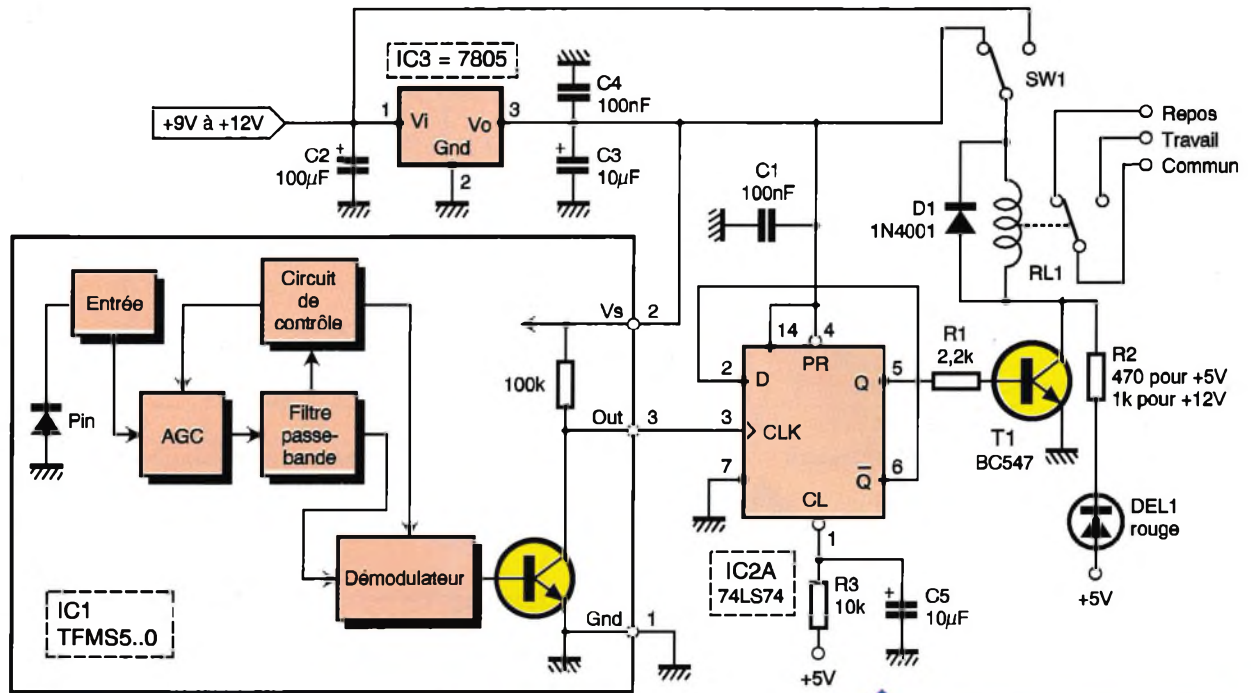 IC3 = 7805
+9V à +12V
1
Vi
Vo
3
Gnd
2
C2
+
100µF
C4
100nF
+
C3
10µF
C1
100nF
SW1
Repos
Travail
Commun
D1
1N4001
RL1
Entrée
Circuit
de
contrôle
Vs
2
Pin
AGC
Filtre
passe-
bande
100k
Out
3
Démodulateur
Gnd
1
IC1
TFMS5..0
14
4
PR
2
D
Q
5
3
CLK
7
Q
6
CL
1
IC2A
74LS74
R1
2,2k
T1
BC547
R2
470 pour +5V
1k pour +12V
DEL1
rouge
+5V
R3
10k
+
C5
10µF
+5V